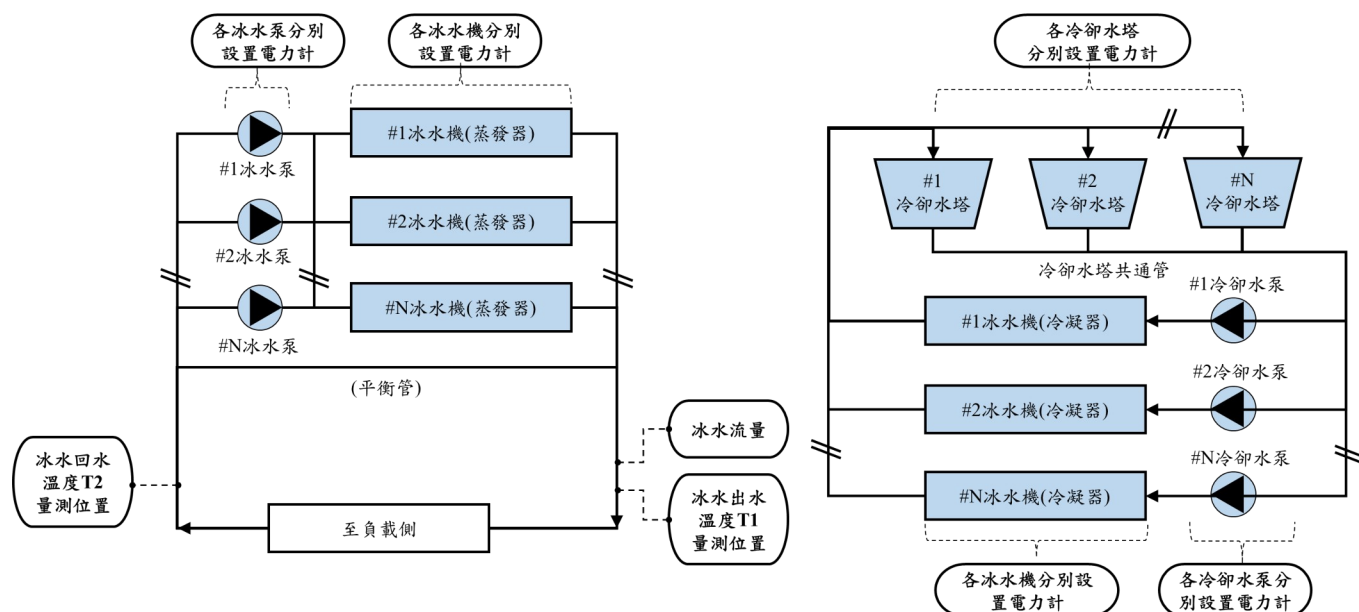 各冰水泵分別
設置電力計
各冰水機分別
設置電力計
#1冰水泵
#1冰水機(蒸發器)
#2冰水泵
#2冰水機(蒸發器)
#N冰水泵
#N冰水機(蒸發器)
(平衡管)
冰水流量
冰水回水
溫度T2
量測位置
冰水出水
溫度T1
量測位置
至負載側
各冷卻水塔
分別設置電力計
#1
冷卻水塔
#2
冷卻水塔
#N
冷卻水塔
冷卻水塔共通管
#1冷卻水泵
#1冰水機(冷凝器)
#2冷卻水泵
#2冰水機(冷凝器)
#N冷卻水泵
#N冰水機(冷凝器)
各冰水機分別設
置電力計
各冷卻水泵分
別設置電力計